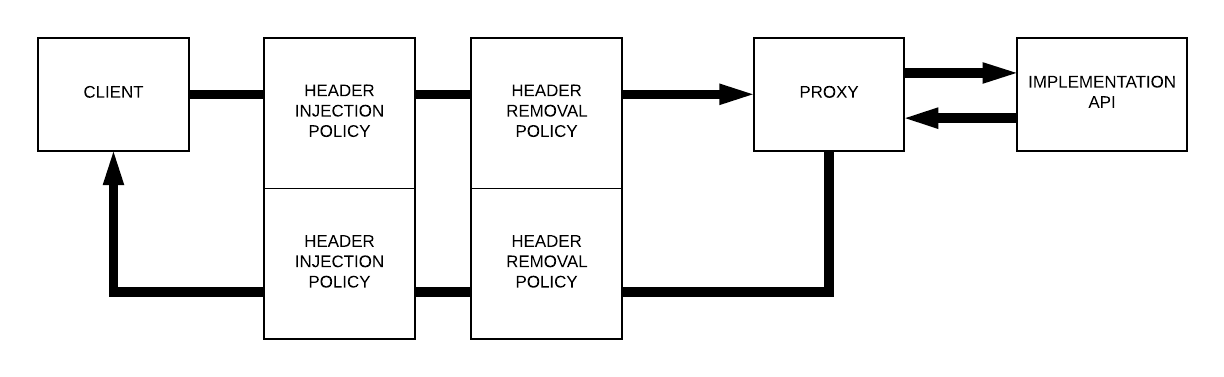 CLIENT
HEADER
INJECTION
POLICY
HEADER
REMOVAL
POLICY
PROXY
IMPLEMENTATION
API
HEADER
INJECTION
POLICY
HEADER
REMOVAL
POLICY